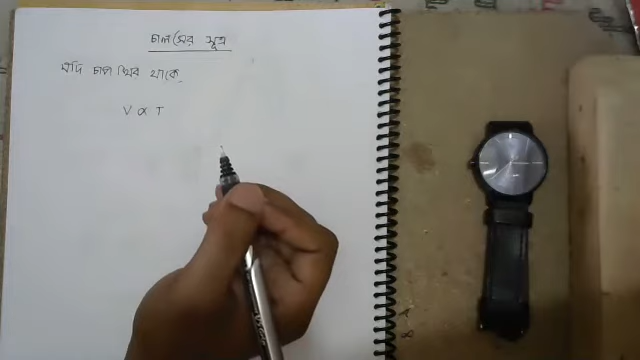 চার্লসের সূত্র
যদি চাপ স্থির থাকে,
V ∝ T